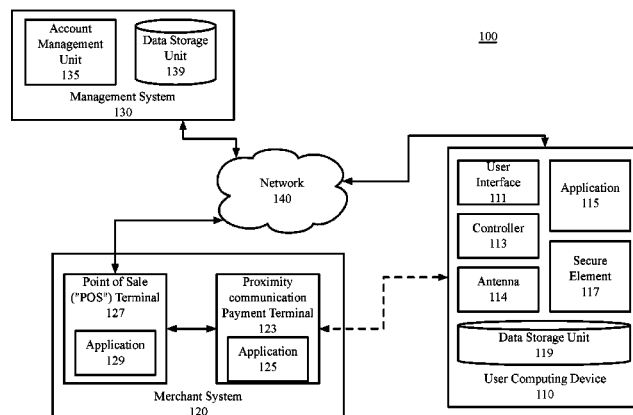 Account
Management
Unit
135
Data Storage
Unit
139
Management System
130
100
Network
140
User
Interface
111
Application
115
Controller
113
Antenna
114
Secure
Element
117
Data Storage Unit
119
User Computing Device
110
Point of Sale
("POS") Terminal
127
Application
129
Proximity
communication
Payment Terminal
123
Application
125
Merchant System
120